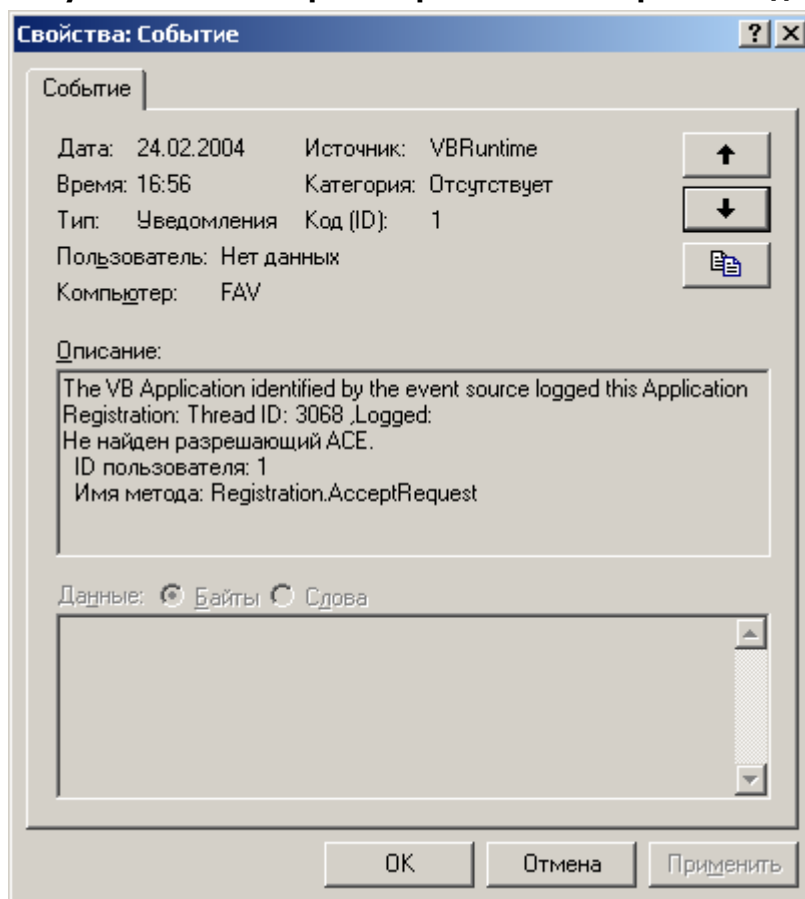 Свойства: Событие
Событие
Дата: 24.02.2004 Источник: VBRuntime
Время: 16:56 Категория: Отсутствует
Тип: Уведомления Код (ID): 1
Пользователь: Нет данных
Компьютер: FAV
Описание:
The VB Application identified by the event source logged this Application
Registration: Thread ID: 3068 ,Logged:
Не найден разрешающий ACE.
ID пользователя: 1
Имя метода: Registration.AcceptRequest
Данные: Байты Слова
OK Отмена Применить